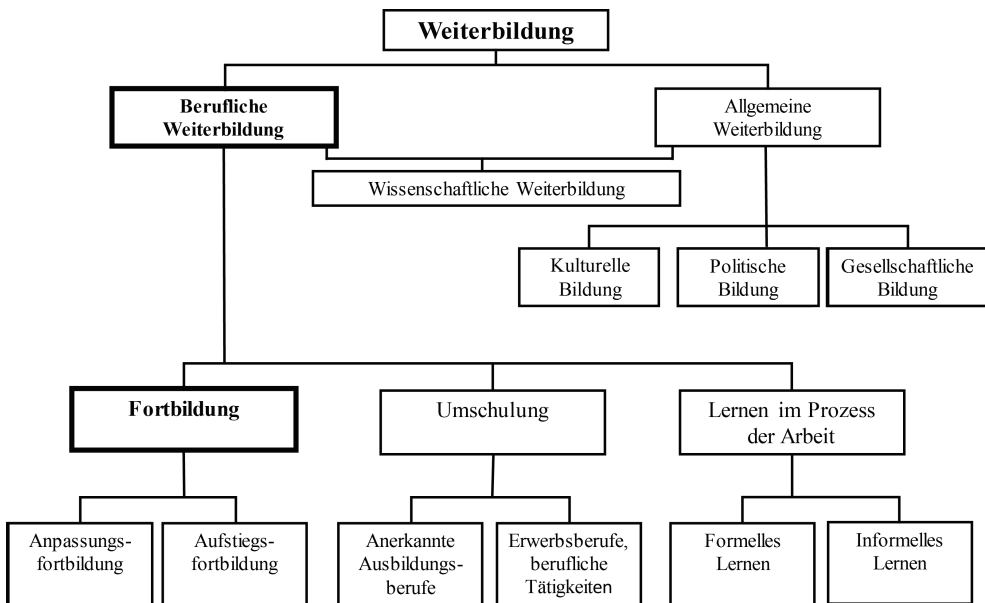 Weiterbildung
Berufliche
Weiterbildung
Allgemeine
Weiterbildung
Wissenschaftliche Weiterbildung
Kulturelle
Bildung
Politische
Bildung
Gesellschaftliche
Bildung
Fortbildung
Umschulung
Lernen im Prozess
der Arbeit
Anpassungs-
fortbildung
Aufstiegs-
fortbildung
Anerkannte
Ausbildungs-
berufe
Erwerbsberufe,
berufliche
Tätigkeiten
Formelles
Lernen
Informelles
Lernen